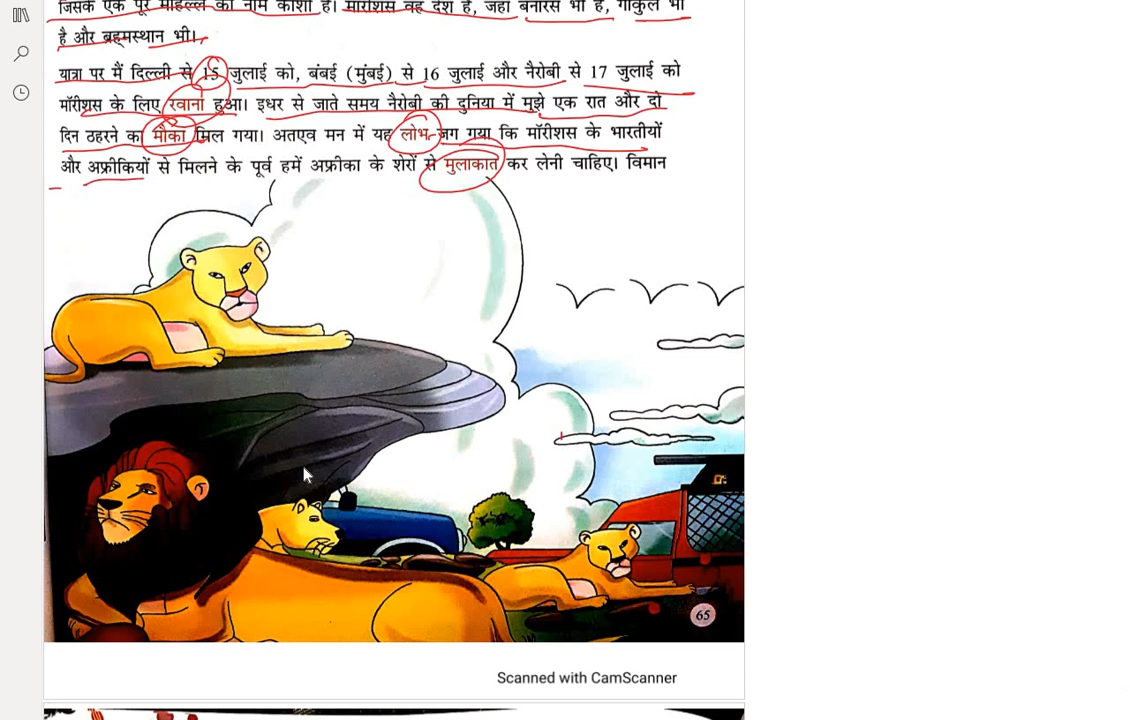 जिसके एक पूरे मोहल्ले का नाम काशी है। मॉरीशस वह देश है, जहाँ बनारस भी है, गोकुल भी
है और ब्रह्मस्थान भी।
यात्रा पर मैं दिल्ली से 15 जुलाई को, बंबई (मुंबई) से 16 जुलाई और नैरोबी से 17 जुलाई को
मॉरीशस के लिए रवाना हुआ। इधर से जाते समय नैरोबी की दुनिया में मुझे एक रात और दो
दिन ठहरने का मौका मिल गया। अतएव मन में यह लोभ जग गया कि मॉरीशस के भारतीयों
और अफ्रीकियों से मिलने के पूर्व हमें अफ्रीका के शेरों से मुलाकात कर लेनी चाहिए। विमान
65
Scanned with CamScanner